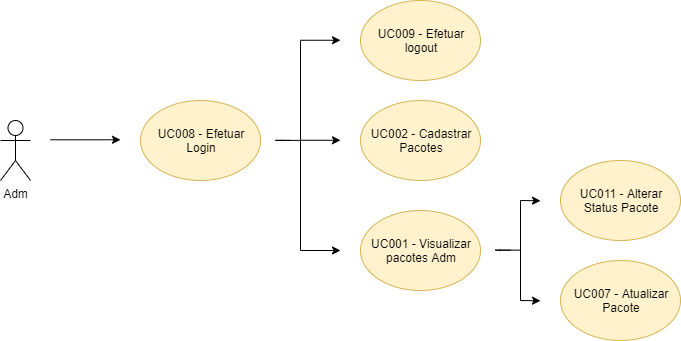 UC009 - Efetuar
logout
UC008 - Efetuar
Login
UC002 - Cadastrar
Pacotes
Adm
UC011 - Alterar
Status Pacote
UC001 - Visualizar
pacotes Adm
UC007 - Atualizar
Pacote